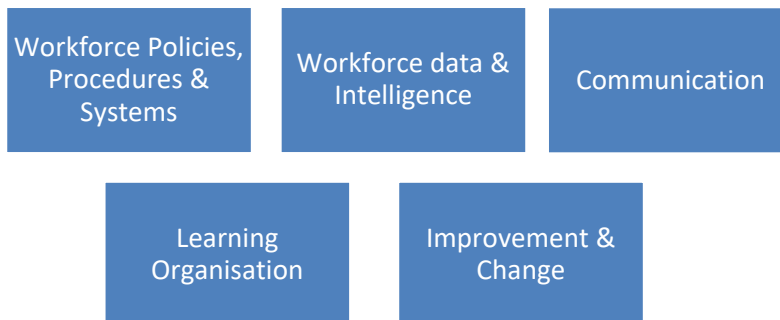 Workforce Policies,
Procedures &
Systems
Workforce data &
Intelligence
Communication
Learning
Organisation
Improvement &
Change